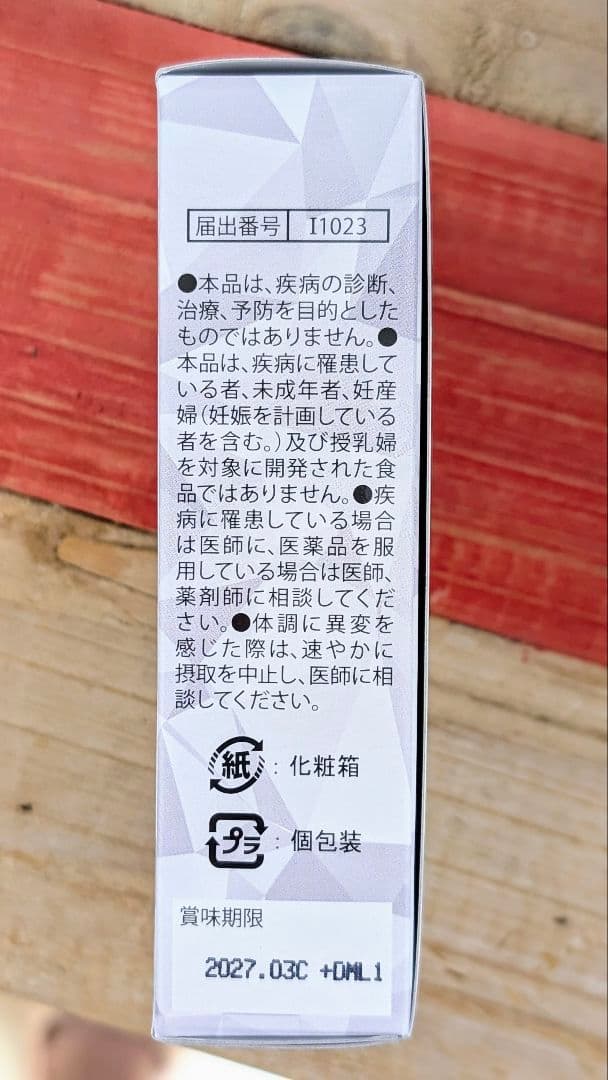 届出番号 I1023
●本品は、疾病の診断、
治療、予防を目的とした
ものではありません。●
本品は、疾病に罹患して
いる者、未成年者、妊産
婦(妊娠を計画している
者を含む。)及び授乳婦
を対象に開発された食
品ではありません。●疾
病に罹患している場合
は医師に、医薬品を服
用している場合は医師、
薬剤師に相談してくだ
さい。●体調に異変を
感じた際は、速やかに
摂取を中止し、医師に相
談してください。
紙：化粧箱
プラ：個包装
賞味期限
2027.03C +DML1